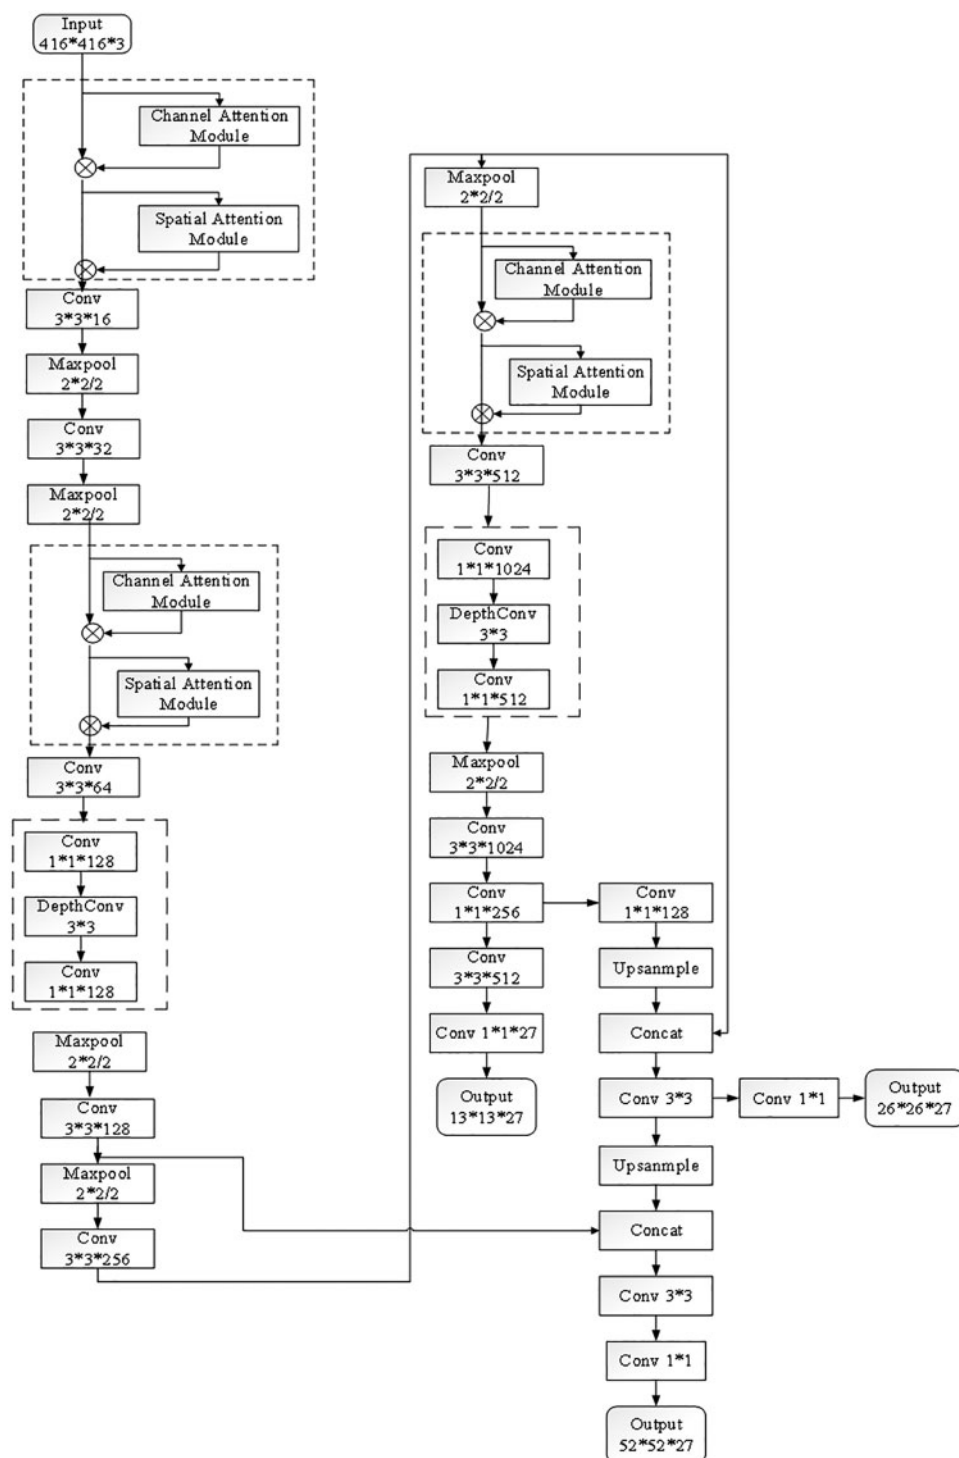 Input
416*416*3
Channel Attention
Module
Spatial Attention
Module
Conv
3*3*16
Maxpool
2*2/2
Conv
3*3*32
Maxpool
2*2/2
Channel Attention
Module
Spatial Attention
Module
Conv
3*3*64
Conv
1*1*128
DepthConv
3*3
Conv
1*1*128
Maxpool
2*2/2
Conv
3*3*128
Maxpool
2*2/2
Conv
3*3*256
Maxpool
2*2/2
Channel Attention
Module
Spatial Attention
Module
Conv
3*3*512
Conv
1*1*1024
DepthConv
3*3
Conv
1*1*512
Maxpool
2*2/2
Conv
3*3*1024
Conv
1*1*256
Conv
3*3*512
Conv 1*1*27
Output
13*13*27
Conv
1*1*128
Upsanmple
Concat
Conv 3*3
Conv 1*1
Output
26*26*27
Upsanmple
Concat
Conv 3*3
Conv 1*1
Output
52*52*27